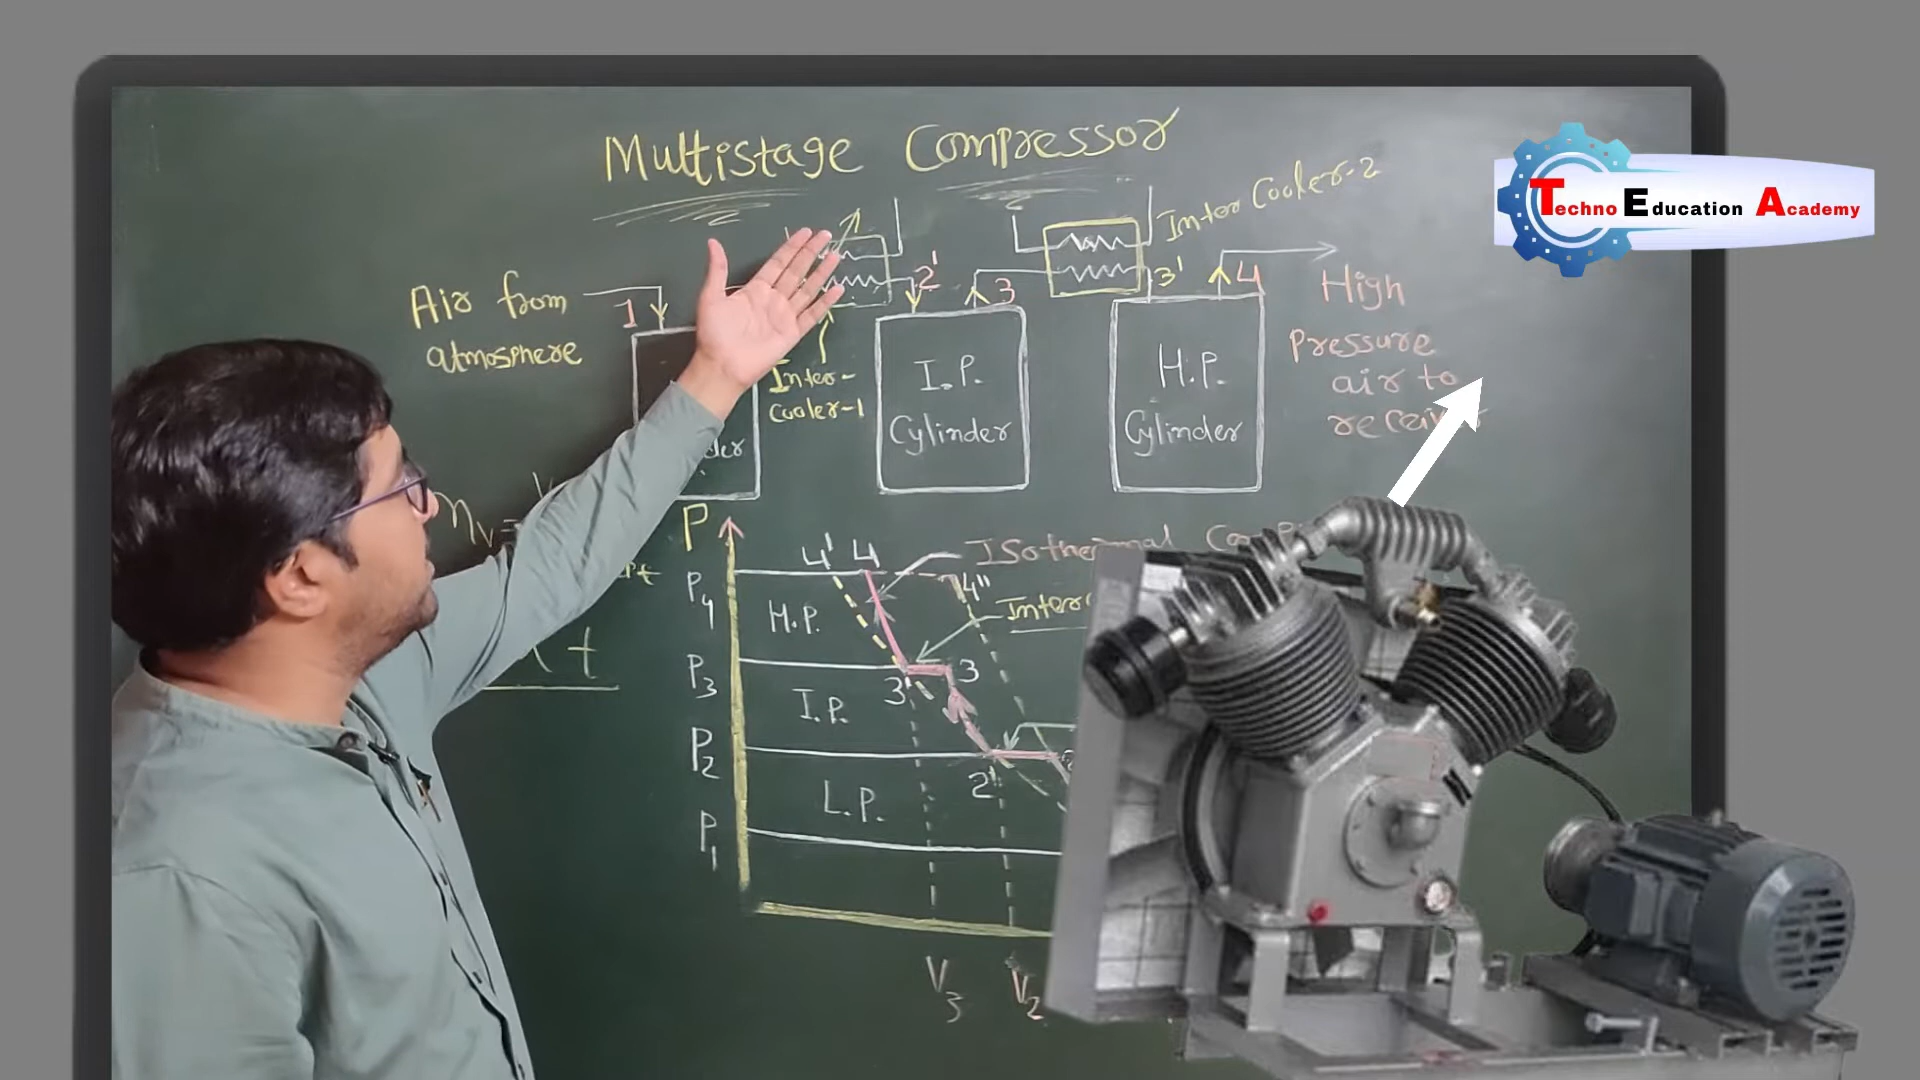 Multistage Compressor
Techno Education Academy
Inter Cooler-2
Air from
atmosphere
1
2'
3
3'
4
High
Pressure
air to
Inter-
Cooler-1
I.P.
Cylinder
H.P.
Cylinder
P
4' 4
4"
Isothermal
P4
H.P.
P3
3'
3
I.P.
P2
2'
L.P.
P1
V3
V2